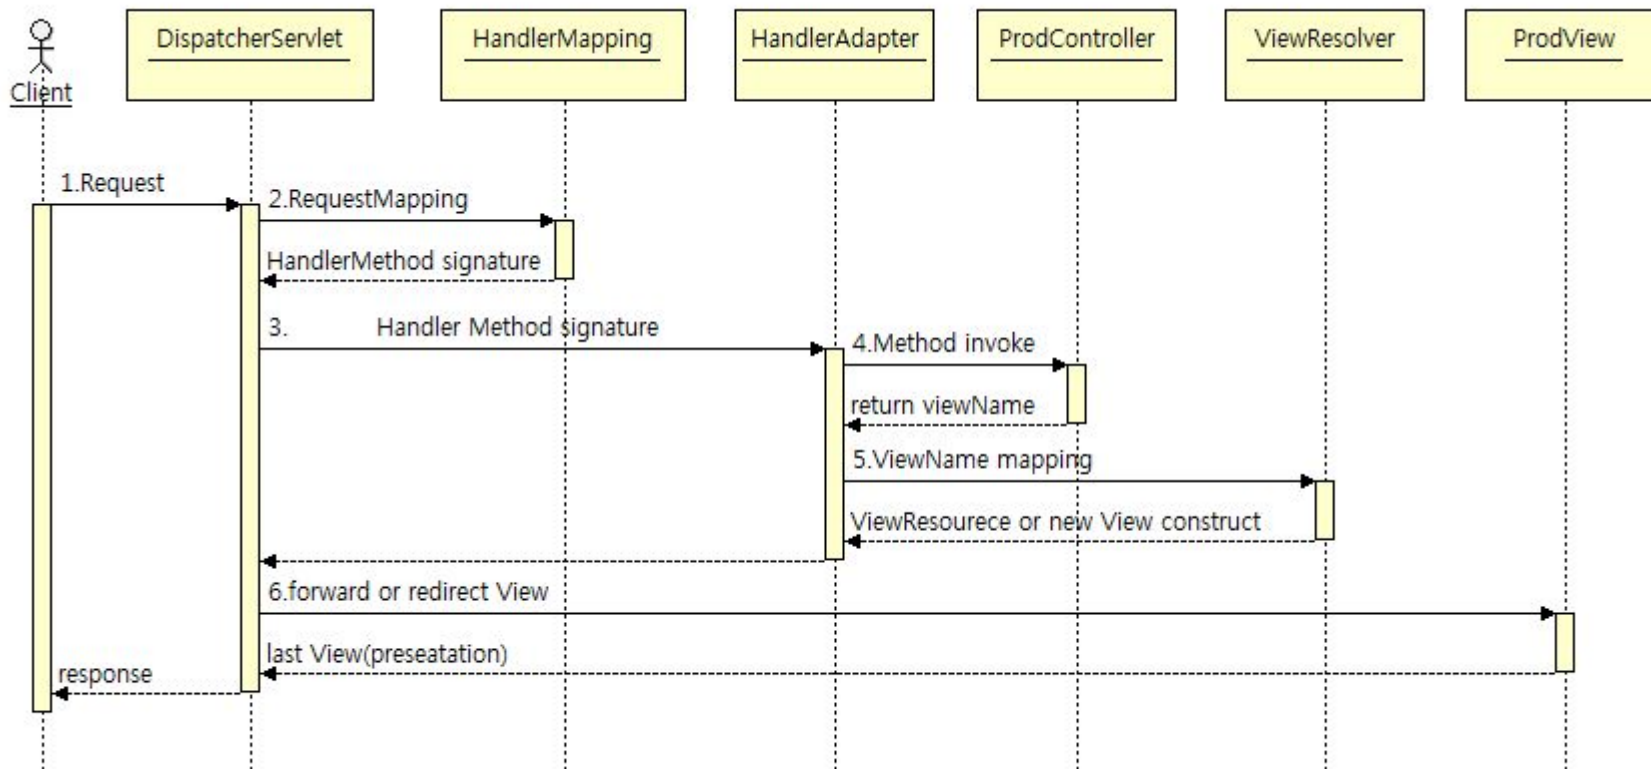 DispatcherServlet
HandlerMapping
HandlerAdapter
ProdController
ViewResolver
ProdView
Client
1.Request
2.RequestMapping
HandlerMethod signature
3. Handler Method signature
4.Method invoke
return viewName
5.ViewName mapping
ViewResourece or new View construct
6.forward or redirect View
last View(preseatation)
response